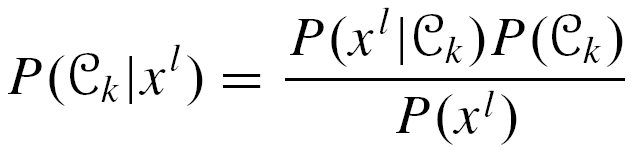 P(𝒞ₖ|xˡ) = P(xˡ|𝒞ₖ)P(𝒞ₖ) / P(xˡ)